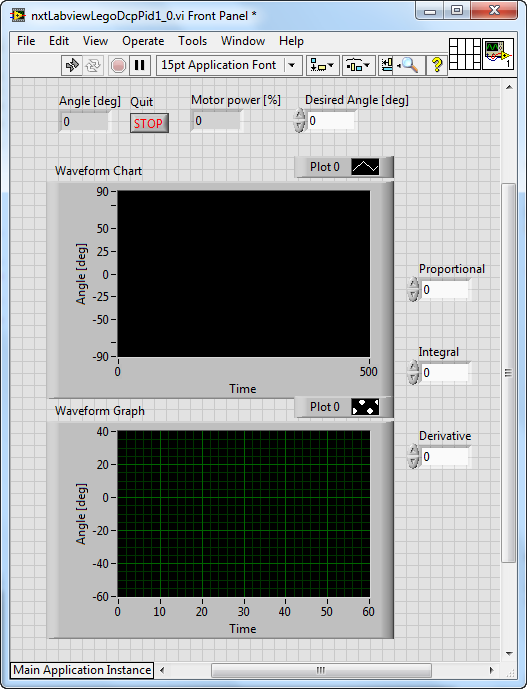 nxtLabviewLegoDcpPid1_0.vi Front Panel *
File Edit View Operate Tools Window Help
15pt Application Font
?
1
Angle [deg] Quit Motor power [%] Desired Angle [deg]
0 STOP 0 0
Plot 0
Waveform Chart
90
50
25
0
-25
-50
-90
Angle [deg]
0 500
Time
Proportional
0
Integral
0
Derivative
0
Plot 0
Waveform Graph
40
20
0
-20
-40
-60
Angle [deg]
0 10 20 30 40 50 60
Time
Main Application Instance